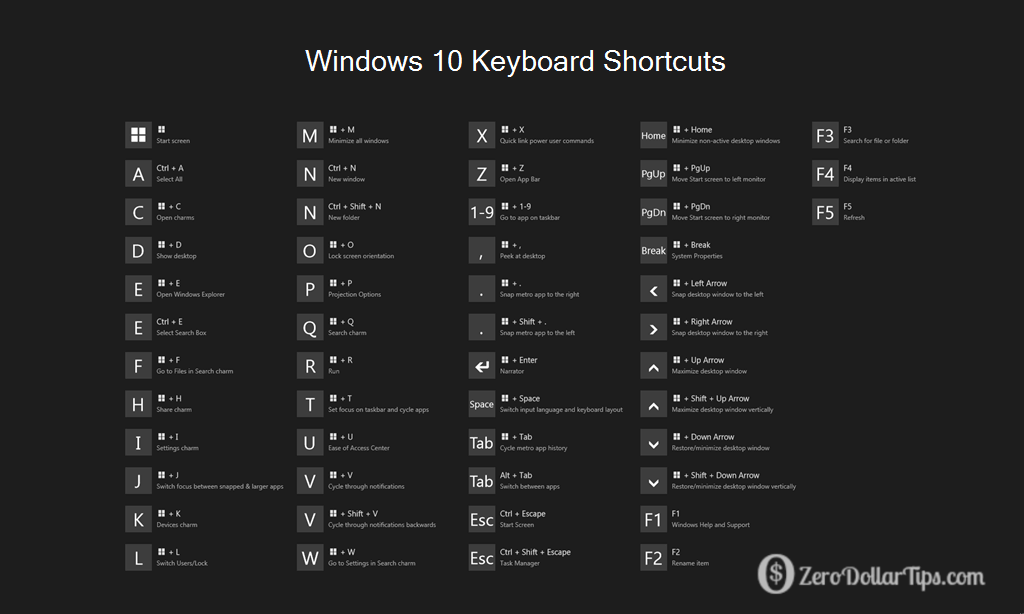 Windows 10 Keyboard Shortcuts
Start screen
A
Ctrl + A
Select All
C
+ C
Open charms
D
+ D
Show desktop
E
+ E
Open Windows Explorer
E
Ctrl + E
Select Search Box
F
+ F
Go to Files in Search charm
H
+ H
Share charm
I
+ I
Settings charm
J
+ J
Switch focus between snapped & larger apps
K
+ K
Devices charm
L
+ L
Switch Users/Lock
M
+ M
Minimize all windows
N
Ctrl + N
New window
N
Ctrl + Shift + N
New folder
O
+ O
Lock screen orientation
P
+ P
Projection Options
Q
+ Q
Search charm
R
+ R
Run
T
+ T
Set focus on taskbar and cycle apps
U
+ U
Ease of Access Center
V
+ V
Cycle through notifications
V
+ Shift + V
Cycle through notifications backwards
W
+ W
Go to Settings in Search charm
X
+ X
Quick link power user commands
Z
+ Z
Open App Bar
1-9
+ 1-9
Go to app on taskbar
,
+ ,
Peek at desktop
.
+ .
Snap metro app to the right
.
+ Shift + .
Snap metro app to the left
+ Enter
Narrator
Space
+ Space
Switch input language and keyboard layout
Tab
+ Tab
Cycle metro app history
Tab
Alt + Tab
Switch between apps
Esc
Ctrl + Escape
Start Screen
Esc
Ctrl + Shift + Escape
Task Manager
Home
+ Home
Minimize non-active desktop windows
PgUp
+ PgUp
Move Start screen to left monitor
PgDn
+ PgDn
Move Start screen to right monitor
Break
+ Break
System Properties
+ Left Arrow
Snap desktop window to the left
+ Right Arrow
Snap desktop window to the right
+ Up Arrow
Maximize desktop window
+ Shift + Up Arrow
Maximize desktop window vertically
+ Down Arrow
Restore/minimize desktop window
+ Shift + Down Arrow
Restore/minimize desktop window vertically
F1
F1
Windows Help and Support
F2
F2
Rename item
F3
F3
Search for file or folder
F4
F4
Display items in active list
F5
F5
Refresh
$ ZeroDollarTips.com